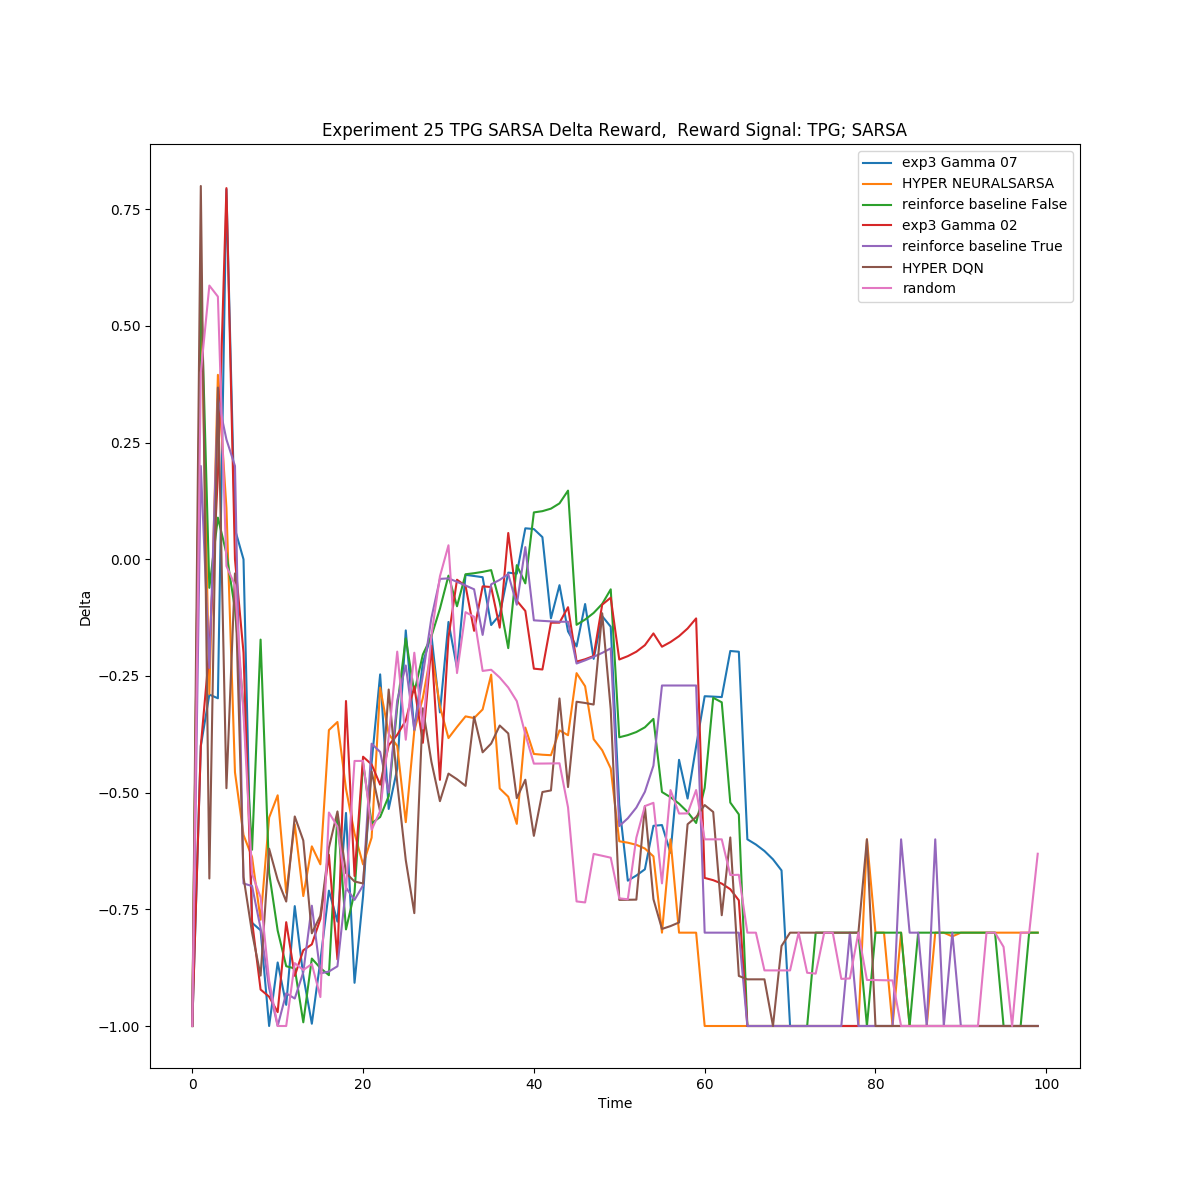 Experiment 25 TPG SARSA Delta Reward,  Reward Signal: TPG; SARSA
exp3 Gamma 07
HYPER NEURALSARSA
reinforce baseline False
exp3 Gamma 02
reinforce baseline True
HYPER DQN
random
0.75
0.50
0.25
0.00
−0.25
−0.50
−0.75
−1.00
Delta
0 20 40 60 80 100
Time